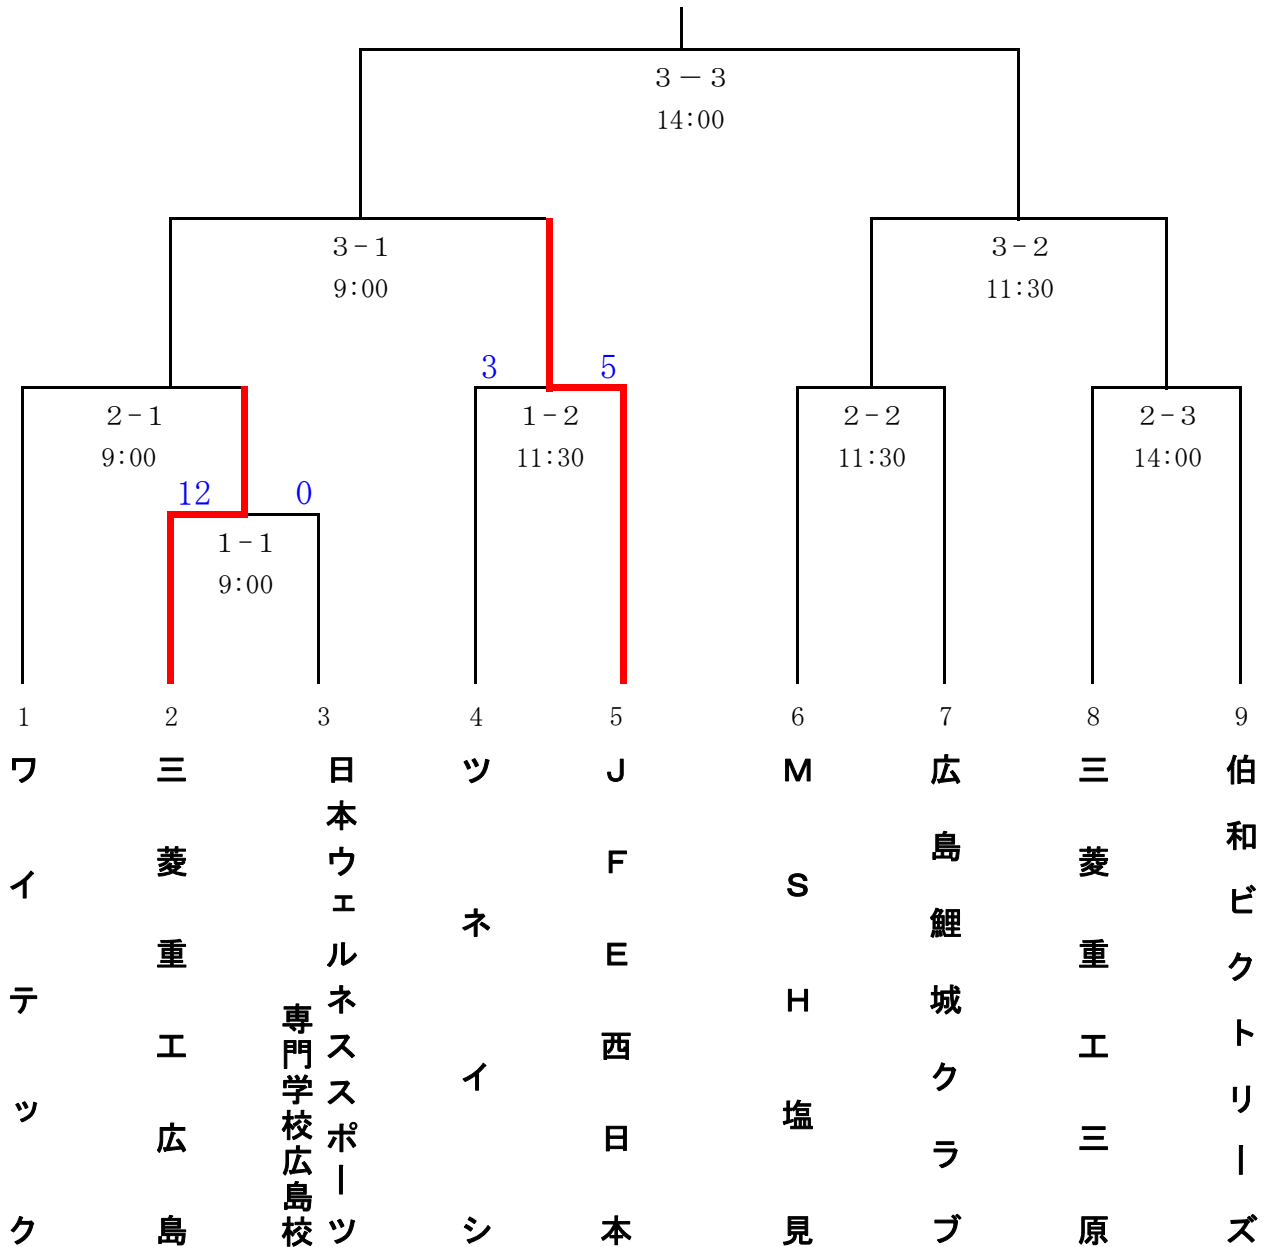 ３－３
14:00
３-１
9:00
３-２
11:30
3
5
２-１
9:00
１-２
11:30
２-２
11:30
２-３
14:00
12
0
１-１
9:00
1
2
3
4
5
6
7
8
9
ワイテック
三菱重工広島
日本ウェルネススポーツ
専門学校広島校
ツネイシ
ＪＦＥ西日本
ＭＳＨ塩見
広島鯉城クラブ
三菱重工三原
伯和ビクトリーズ